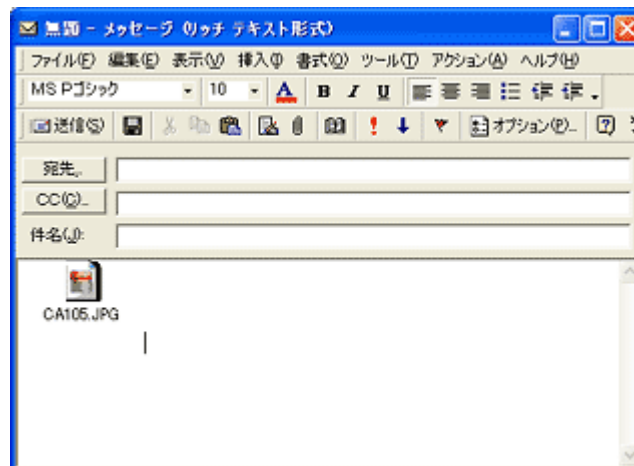 無題 - メッセージ (リッチ テキスト形式)
ファイル(F) 編集(E) 表示(V) 挿入(I) 書式(O) ツール(T) アクション(A) ヘルプ(H)
MS Pゴシック 10 A B I U
送信(S) オプション(P)...
宛先...
CC(C)...
件名(J):
CA105.JPG